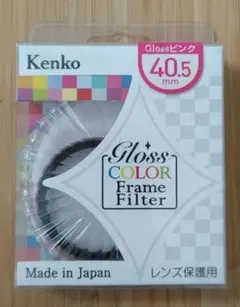 Glossピンク
Kenko
40.5
mm
Gloss
COLOR
Frame
Filter
Made in Japan
レンズ保護用